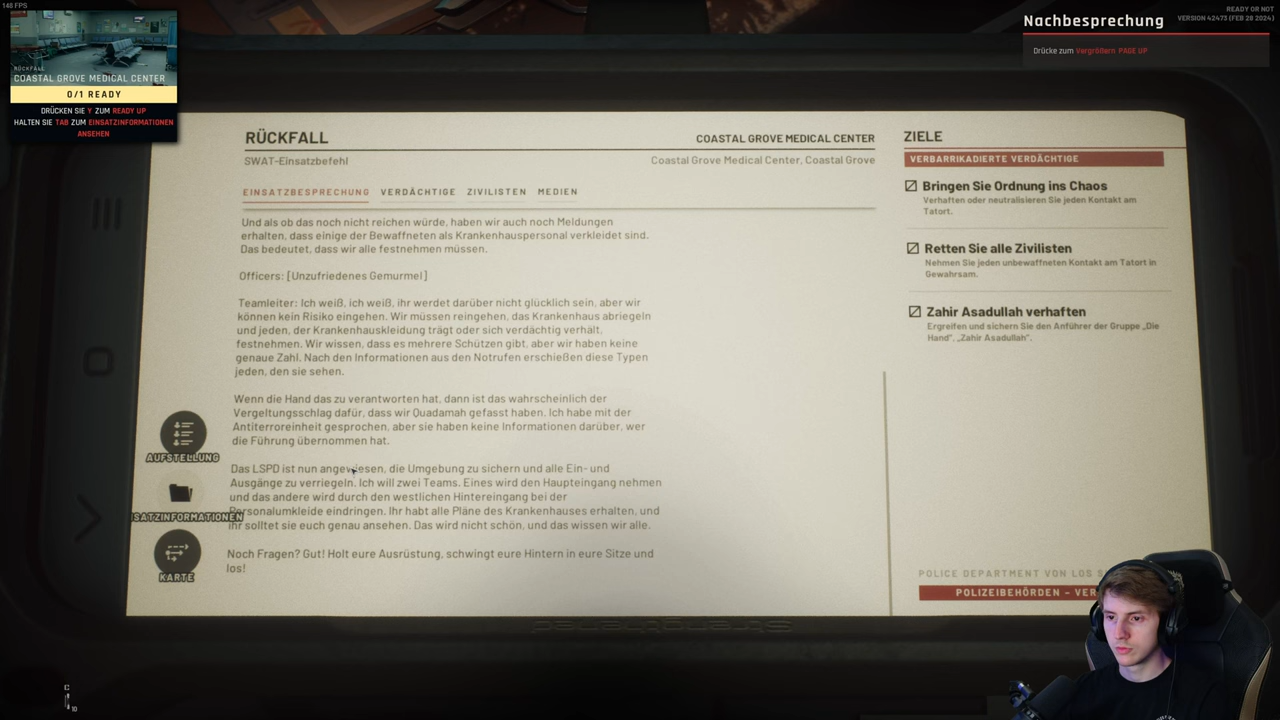 148 FPS
RÜCKFALL
COASTAL GROVE MEDICAL CENTER
0/1 READY
DRÜCKEN SIE Y ZUM READY UP
HALTEN SIE TAB ZUM EINSATZINFORMATIONEN
ANSEHEN
READY OR NOT
VERSION 42473 (FEB 28 2024)
Nachbesprechung
Drücke zum Vergrößern PAGE UP
RÜCKFALL
COASTAL GROVE MEDICAL CENTER
SWAT-Einsatzbefehl
Coastal Grove Medical Center, Coastal Grove
EINSATZBESPRECHUNG VERDÄCHTIGE ZIVILISTEN MEDIEN
Und als ob das noch nicht reichen würde, haben wir auch noch Meldungen
erhalten, dass einige der Bewaffneten als Krankenhauspersonal verkleidet sind.
Das bedeutet, dass wir alle festnehmen müssen.
Officers: [Unzufriedenes Gemurmel]
Teamleiter: Ich weiß, ich weiß, ihr werdet darüber nicht glücklich sein, aber wir
können kein Risiko eingehen. Wir müssen reingehen, das Krankenhaus abriegeln
und jeden, der Krankenhauskleidung trägt oder sich verdächtig verhält,
festnehmen. Wir wissen, dass es mehrere Schützen gibt, aber wir haben keine
genaue Zahl. Nach den Informationen aus den Notrufen erschießen diese Typen
jeden, den sie sehen.
Wenn die Hand das zu verantworten hat, dann ist das wahrscheinlich der
Vergeltungsschlag dafür, dass wir Quadamah gefasst haben. Ich habe mit der
Antiterroreinheit gesprochen, aber sie haben keine Informationen darüber, wer
die Führung übernommen hat.
Das LSPD ist nun angewiesen, die Umgebung zu sichern und alle Ein- und
Ausgänge zu verriegeln. Ich will zwei Teams. Eines wird den Haupteingang nehmen
und das andere wird durch den westlichen Hintereingang bei der
Personalumkleide eindringen. Ihr habt alle Pläne des Krankenhauses erhalten, und
ihr solltet sie euch genau ansehen. Das wird nicht schön, und das wissen wir alle.
Noch Fragen? Gut! Holt eure Ausrüstung, schwingt eure Hintern in eure Sitze und
los!
AUFSTELLUNG
SATZINFORMATIONEN
KARTE
ZIELE
VERBARRIKADIERTE VERDÄCHTIGE
Bringen Sie Ordnung ins Chaos
Verhaften oder neutralisieren Sie jeden Kontakt am
Tatort.
Retten Sie alle Zivilisten
Nehmen Sie jeden unbewaffneten Kontakt am Tatort in
Gewahrsam.
Zahir Asadullah verhaften
Ergreifen und sichern Sie den Anführer der Gruppe „Die
Hand", „Zahir Asadullah".
POLICE DEPARTMENT VON LOS S
POLIZEIBEHÖRDEN – VER
Strengthened
10